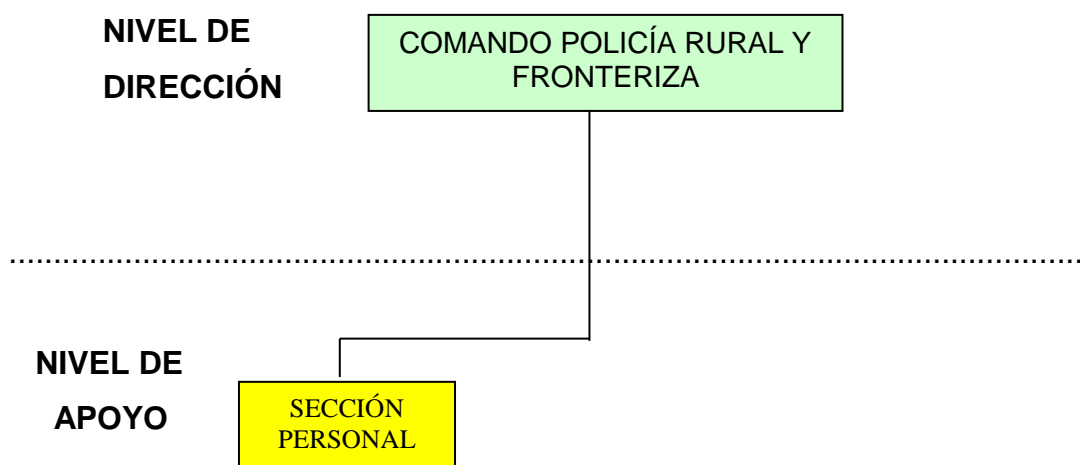 NIVEL DE
DIRECCIÓN
COMANDO POLICÍA RURAL Y
FRONTERIZA
NIVEL DE
APOYO
SECCIÓN
PERSONAL